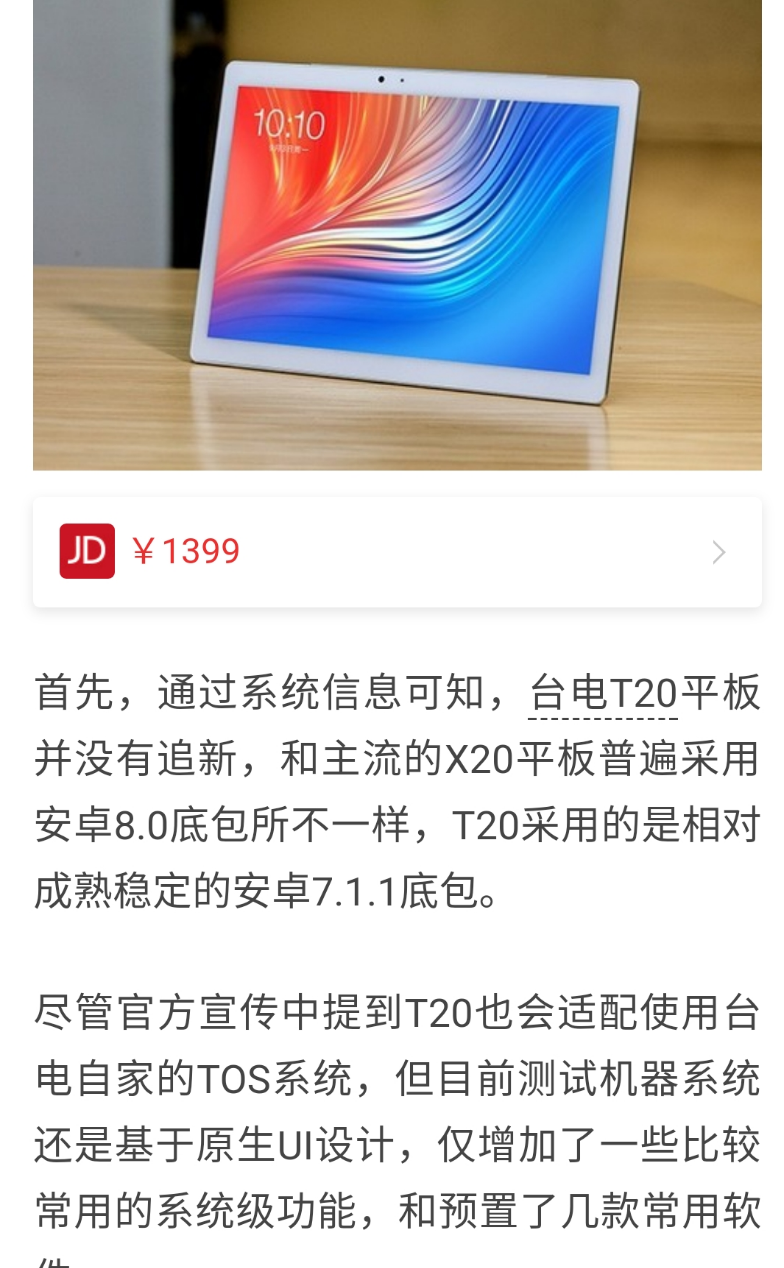 10:10
JD ￥1399
首先，通过系统信息可知，台电T20平板
并没有追新，和主流的X20平板普遍采用
安卓8.0底包所不一样，T20采用的是相对
成熟稳定的安卓7.1.1底包。
尽管官方宣传中提到T20也会适配使用台
电自家的TOS系统，但目前测试机器系统
还是基于原生UI设计，仅增加了一些比较
常用的系统级功能，和预置了几款常用软